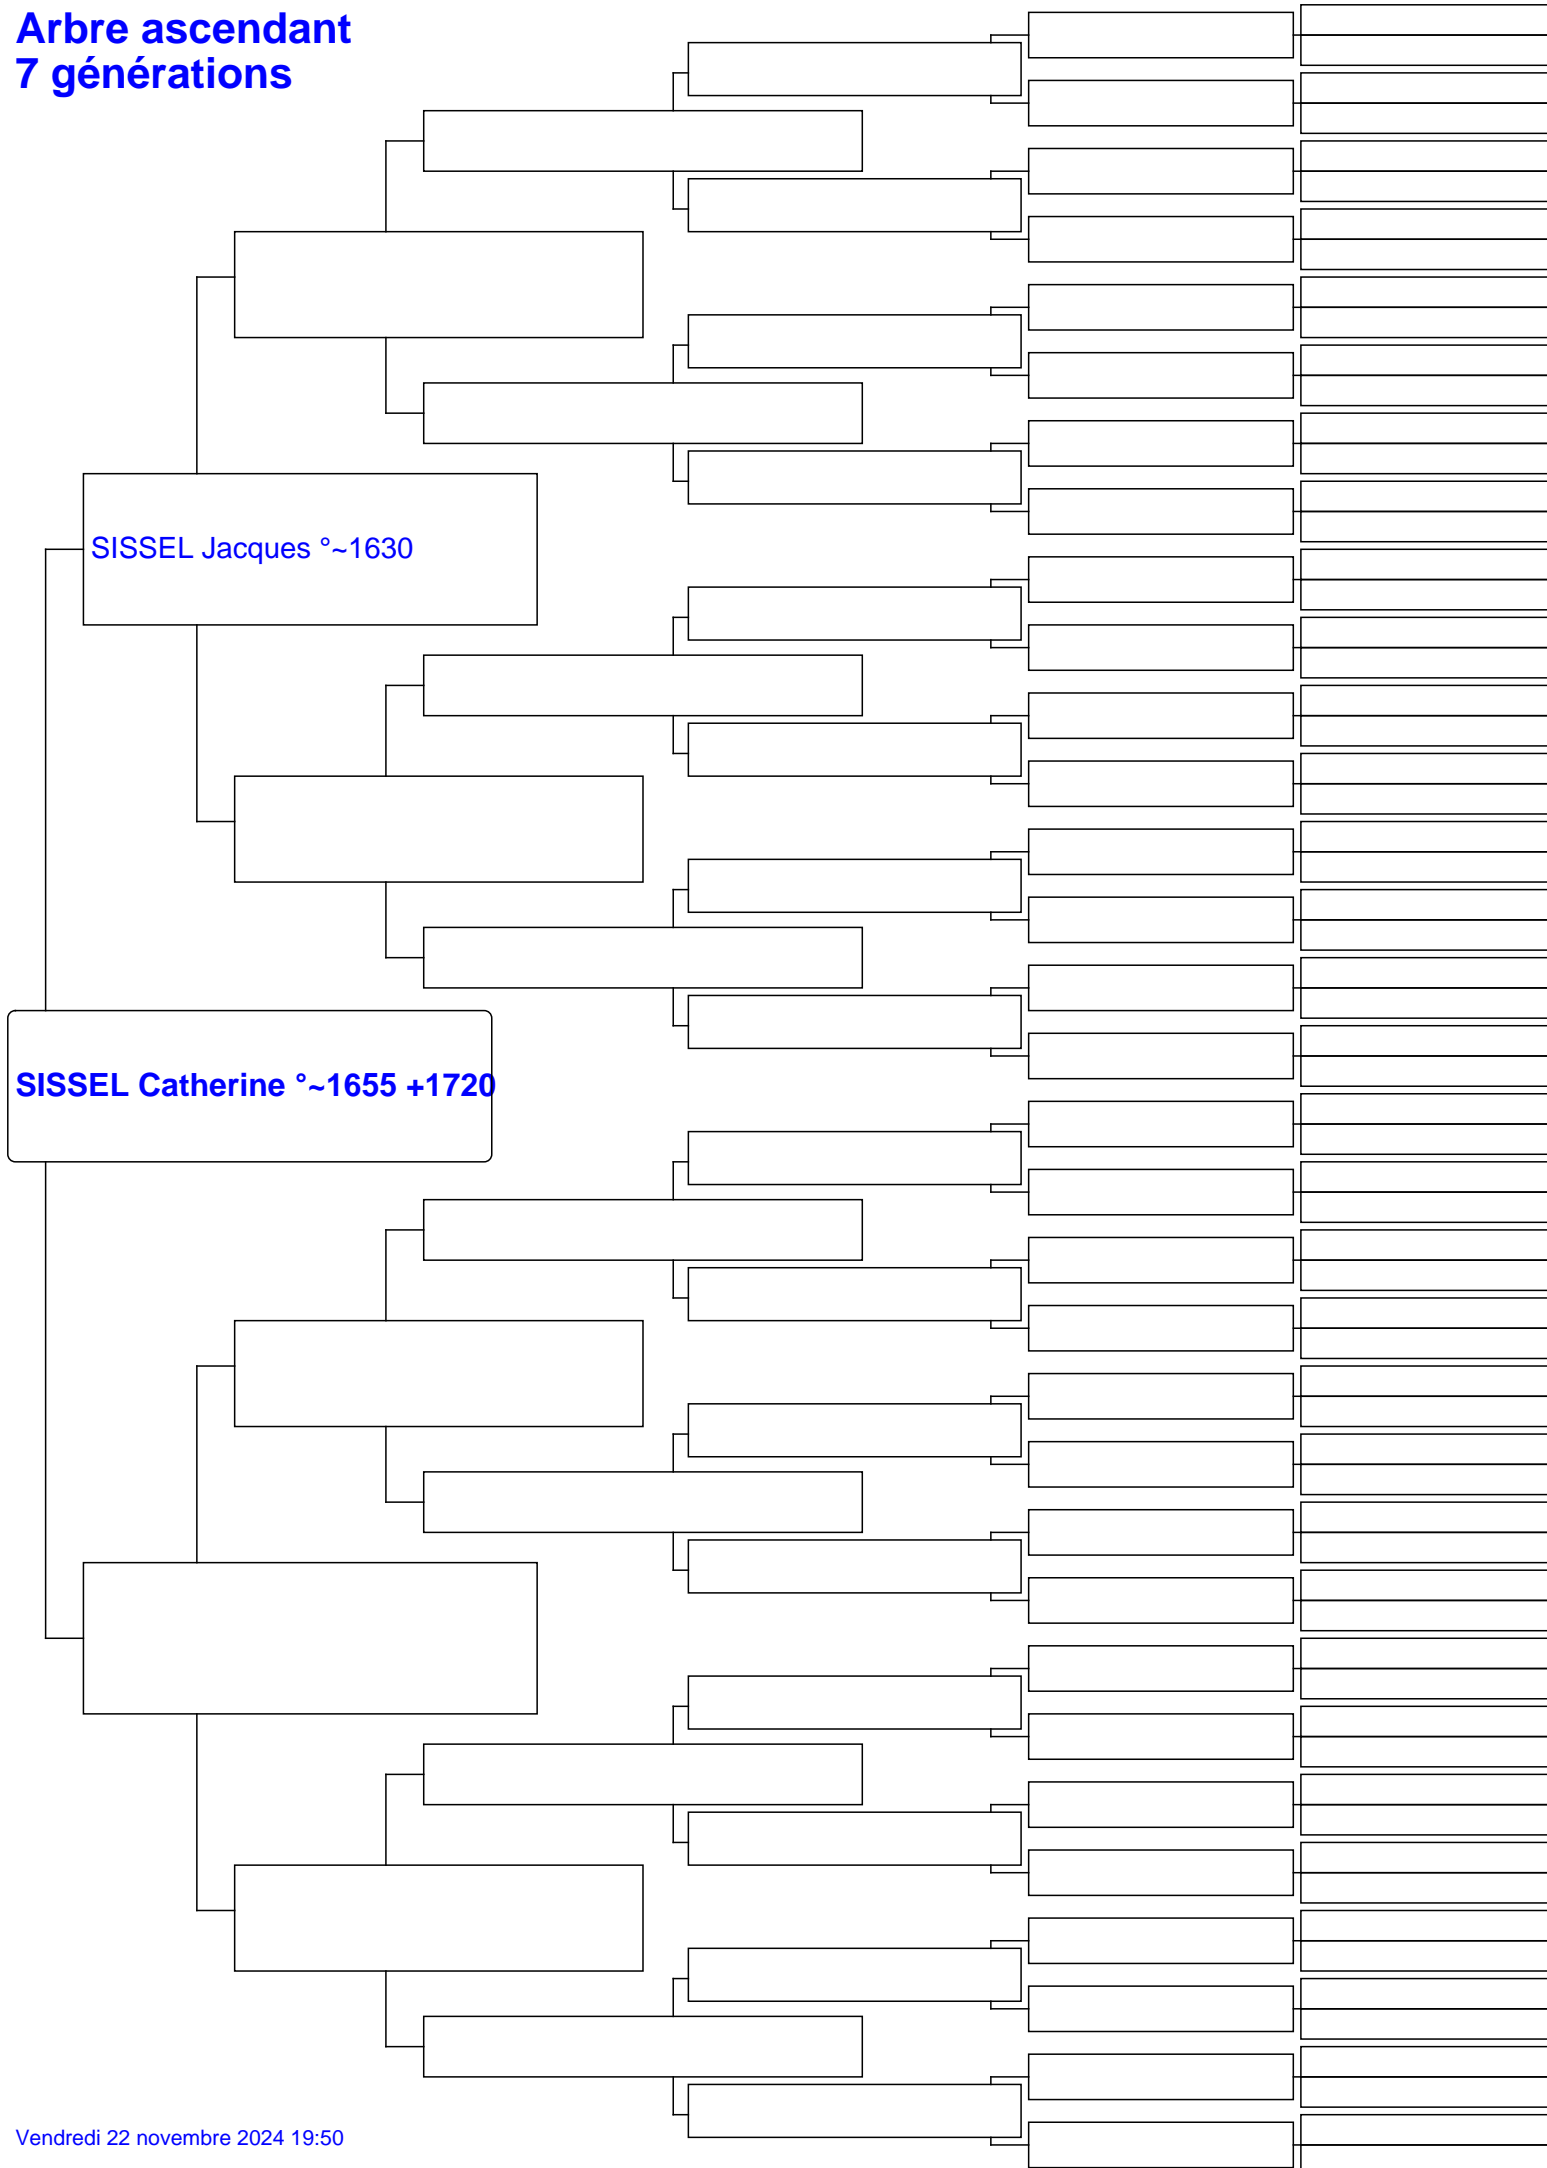 Arbre ascendant
7 générations
SISSEL Jacques °~1630
SISSEL Catherine °~1655 +1720
Vendredi 22 novembre 2024 19:50